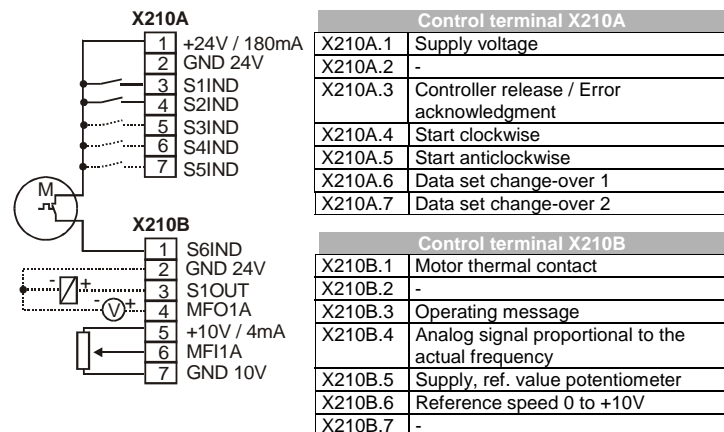 X210A
1 +24V / 180mA
2 GND 24V
3 S1IND
4 S2IND
5 S3IND
6 S4IND
7 S5IND
M
X210B
1 S6IND
2 GND 24V
3 S1OUT
4 MFO1A
5 +10V / 4mA
6 MFI1A
7 GND 10V
- +
- V +
Control terminal X210A
X210A.1 Supply voltage
X210A.2 -
X210A.3 Controller release / Error
acknowledgment
X210A.4 Start clockwise
X210A.5 Start anticlockwise
X210A.6 Data set change-over 1
X210A.7 Data set change-over 2
Control terminal X210B
X210B.1 Motor thermal contact
X210B.2 -
X210B.3 Operating message
X210B.4 Analog signal proportional to the
actual frequency
X210B.5 Supply, ref. value potentiometer
X210B.6 Reference speed 0 to +10V
X210B.7 -